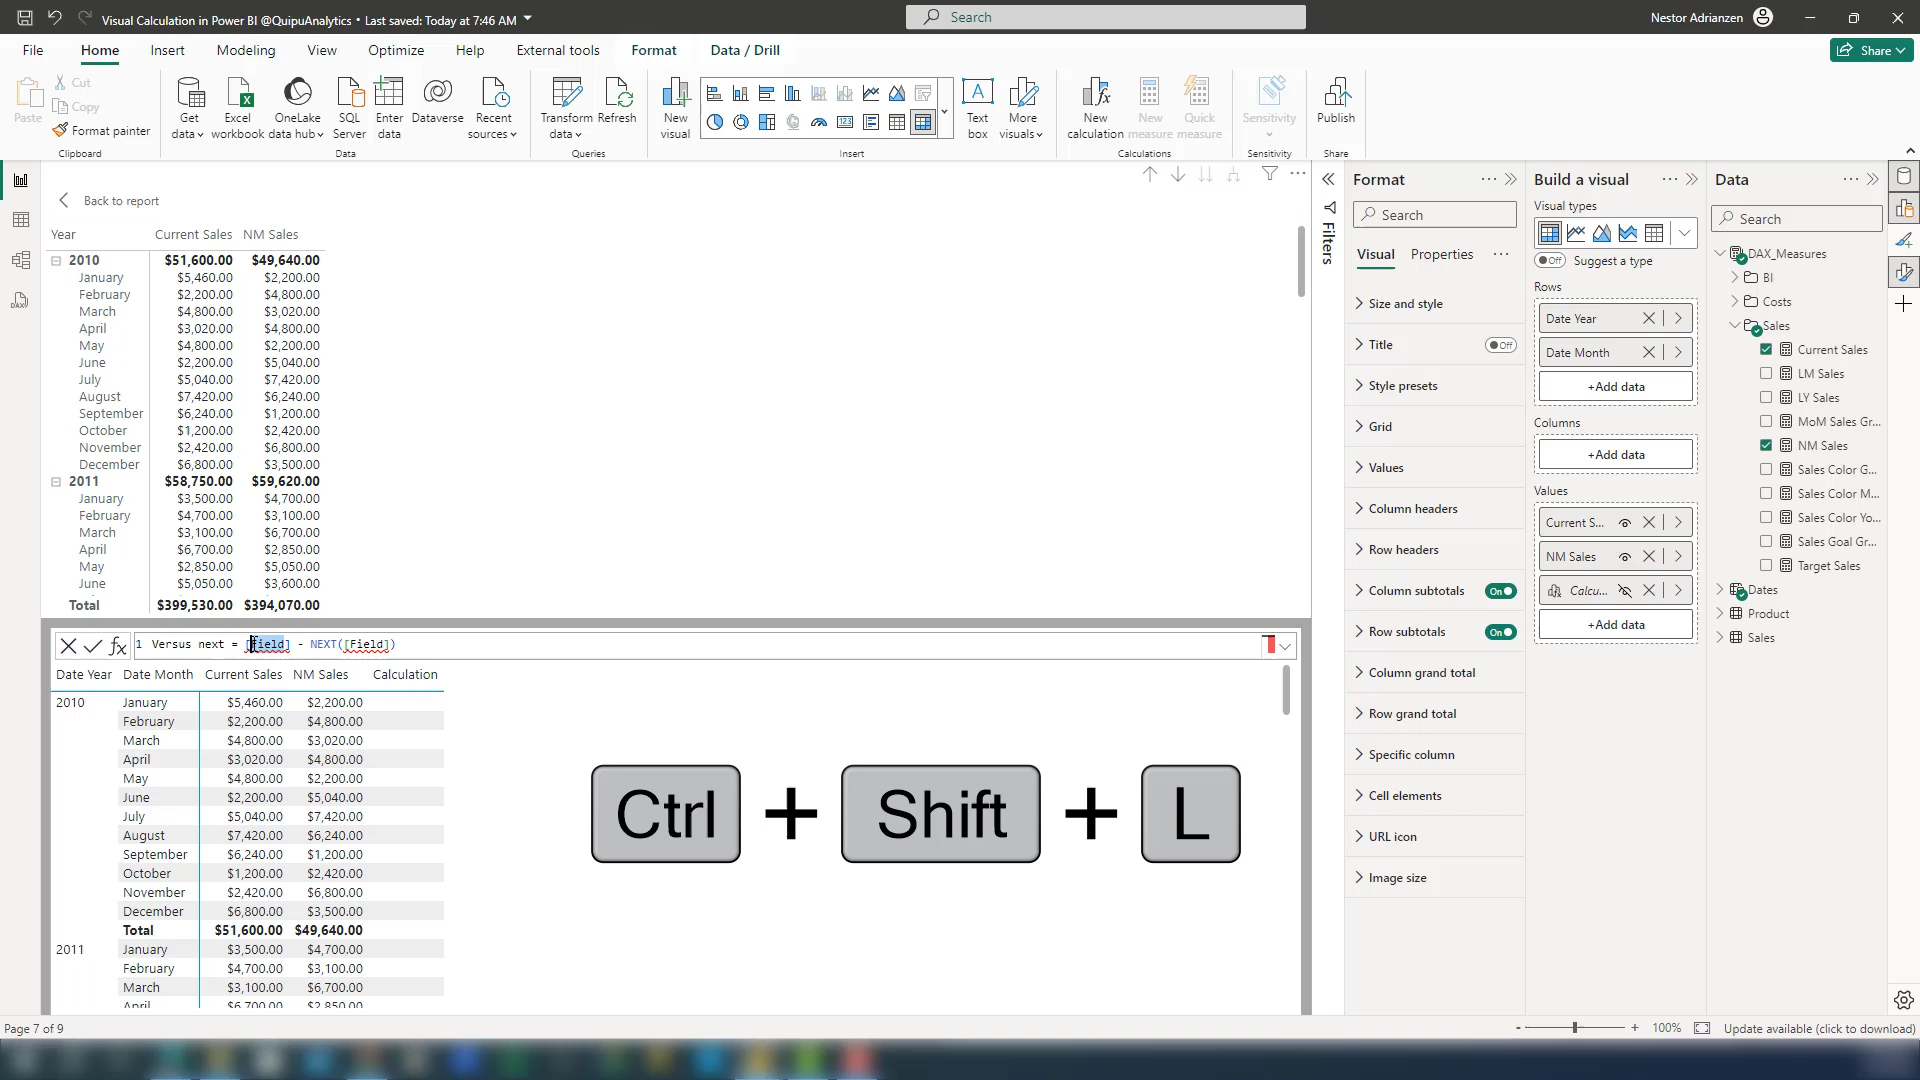 Visual Calculation in Power BI @QuipuAnalytics • Last saved: Today at 7:46 AM
Search
Nestor Adrianzen
File Home Insert Modeling View Optimize Help External tools Format Data / Drill
Share
Paste
Cut
Copy
Format painter
Clipboard
Get data
Excel workbook
OneLake data hub
SQL Server
Enter data
Dataverse
Recent sources
Data
Transform data
Refresh
Queries
New visual
Text box
More visuals
Insert
New calculation
New measure
Quick measure
Calculations
Sensitivity
Sensitivity
Publish
Share
Back to report
Year Current Sales NM Sales
2010 $51,600.00 $49,640.00
January $5,460.00 $2,200.00
February $2,200.00 $4,800.00
March $4,800.00 $3,020.00
April $3,020.00 $4,800.00
May $4,800.00 $2,200.00
June $2,200.00 $5,040.00
July $5,040.00 $7,420.00
August $7,420.00 $6,240.00
September $6,240.00 $1,200.00
October $1,200.00 $2,420.00
November $2,420.00 $6,800.00
December $6,800.00 $3,500.00
2011 $58,750.00 $59,620.00
January $3,500.00 $4,700.00
February $4,700.00 $3,100.00
March $3,100.00 $6,700.00
April $6,700.00 $2,850.00
May $2,850.00 $5,050.00
June $5,050.00 $3,600.00
Total $399,530.00 $394,070.00
1 Versus next = [Field] - NEXT([Field])
Date Year Date Month Current Sales NM Sales Calculation
2010 January $5,460.00 $2,200.00
February $2,200.00 $4,800.00
March $4,800.00 $3,020.00
April $3,020.00 $4,800.00
May $4,800.00 $2,200.00
June $2,200.00 $5,040.00
July $5,040.00 $7,420.00
August $7,420.00 $6,240.00
September $6,240.00 $1,200.00
October $1,200.00 $2,420.00
November $2,420.00 $6,800.00
December $6,800.00 $3,500.00
Total $51,600.00 $49,640.00
2011 January $3,500.00 $4,700.00
February $4,700.00 $3,100.00
March $3,100.00 $6,700.00
April $6,700.00 $2,850.00
Ctrl + Shift + L
Filters
Format
Search
Visual Properties
Size and style
Title Off
Style presets
Grid
Values
Column headers
Row headers
Column subtotals On
Row subtotals On
Column grand total
Row grand total
Specific column
Cell elements
URL icon
Image size
Build a visual
Visual types
Off Suggest a type
Rows
Date Year
Date Month
+Add data
Columns
+Add data
Values
Current S...
NM Sales
Calcu...
+Add data
Data
Search
DAX_Measures
BI
Costs
Sales
Current Sales
LM Sales
LY Sales
MoM Sales Gr...
NM Sales
Sales Color G...
Sales Color M...
Sales Color Yo...
Sales Goal Gr...
Target Sales
Dates
Product
Sales
Page 7 of 9
- + 100%
Update available (click to download)